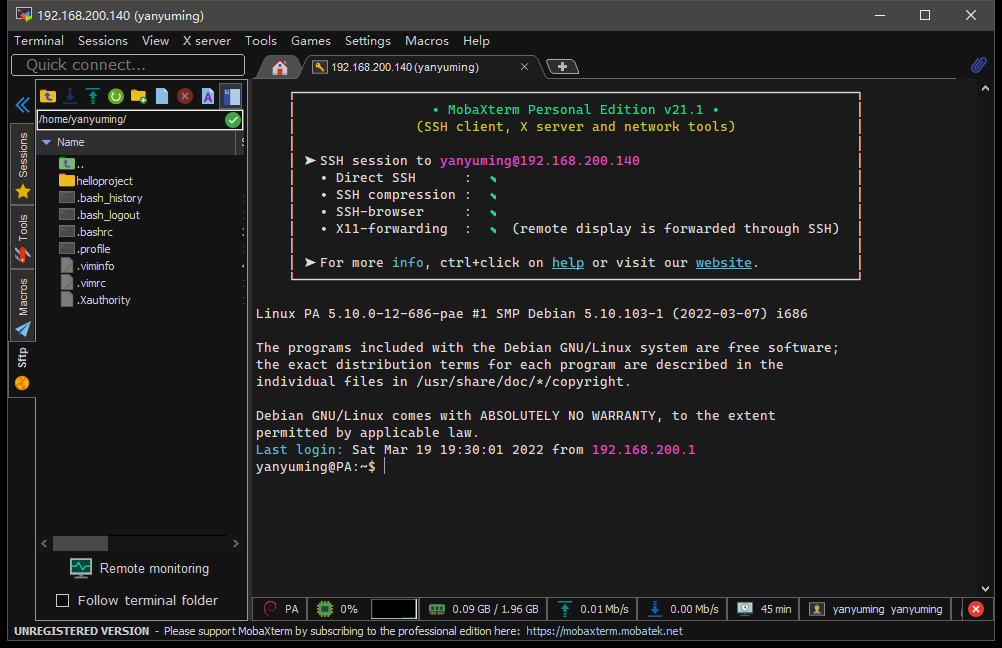 192.168.200.140 (yanyuming)
Terminal Sessions View X server Tools Games Settings Macros Help
Quick connect...
192.168.200.140 (yanyuming)
/home/yanyuming/
Name
..
helloproject
.bash_history
.bash_logout
.bashrc
.profile
.viminfo
.vimrc
.Xauthority
Sessions
Tools
Macros
Sftp
Remote monitoring
Follow terminal folder
• MobaXterm Personal Edition v21.1 •
(SSH client, X server and network tools)
➤ SSH session to yanyuming@192.168.200.140
• Direct SSH :
• SSH compression :
• SSH-browser :
• X11-forwarding : (remote display is forwarded through SSH)
➤ For more info, ctrl+click on help or visit our website.
Linux PA 5.10.0-12-686-pae #1 SMP Debian 5.10.103-1 (2022-03-07) i686
The programs included with the Debian GNU/Linux system are free software;
the exact distribution terms for each program are described in the
individual files in /usr/share/doc/*/copyright.
Debian GNU/Linux comes with ABSOLUTELY NO WARRANTY, to the extent
permitted by applicable law.
Last login: Sat Mar 19 19:30:01 2022 from 192.168.200.1
yanyuming@PA:~$
PA 0% 0.09 GB / 1.96 GB 0.01 Mb/s 0.00 Mb/s 45 min yanyuming yanyuming
UNREGISTERED VERSION - Please support MobaXterm by subscribing to the professional edition here: https://mobaxterm.mobatek.net